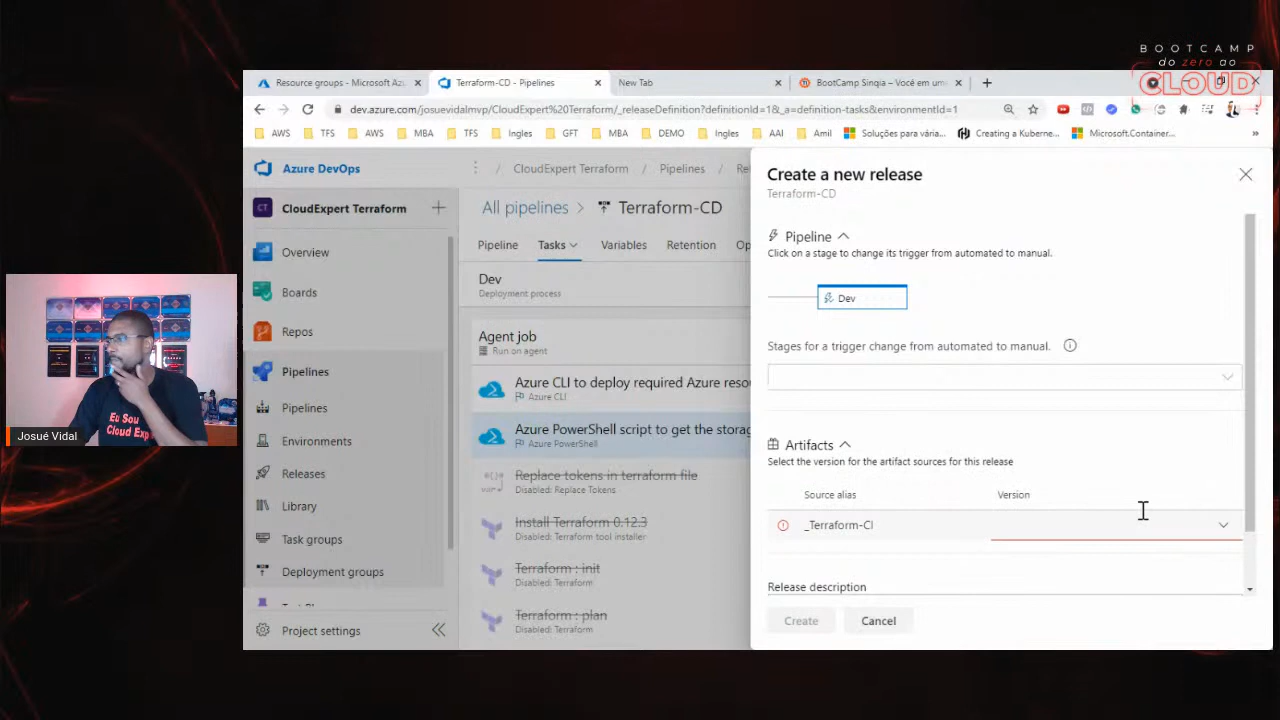 BOOTCAMP
do zero ao
CLOUD
Resource groups - Microsoft Azu
Terraform-CD - Pipelines
New Tab
BootCamp Sinqia – Você em um
dev.azure.com/josuevidalmvp/CloudExpert%20Terraform/_releaseDefinition?definitionId=1&_a=definition-tasks&environmentId=1
AWS
TFS
AWS
MBA
TFS
Ingles
GFT
MBA
DEMO
Ingles
AAI
Amil
Soluções para vária...
Creating a Kuberne...
Microsoft.Container...
Azure DevOps
CloudExpert Terraform / Pipelines / Rel
CT CloudExpert Terraform
Overview
Boards
Repos
Pipelines
Pipelines
Environments
Releases
Library
Task groups
Deployment groups
Project settings
All pipelines > Terraform-CD
Pipeline
Tasks
Variables
Retention
Op
Dev
Deployment process
Agent job
Run on agent
Azure CLI to deploy required Azure reso
Azure CLI
Azure PowerShell script to get the storag
Azure PowerShell
Replace tokens in terraform file
Disabled: Replace Tokens
Install Terraform 0.12.3
Disabled: Terraform tool installer
Terraform : init
Disabled: Terraform
Terraform : plan
Disabled: Terraform
Create a new release
Terraform-CD
Pipeline
Click on a stage to change its trigger from automated to manual.
Dev
Stages for a trigger change from automated to manual.
Artifacts
Select the version for the artifact sources for this release
Source alias
Version
_Terraform-CI
Release description
Create
Cancel
Eu Sou
Cloud Exp
Josué Vidal